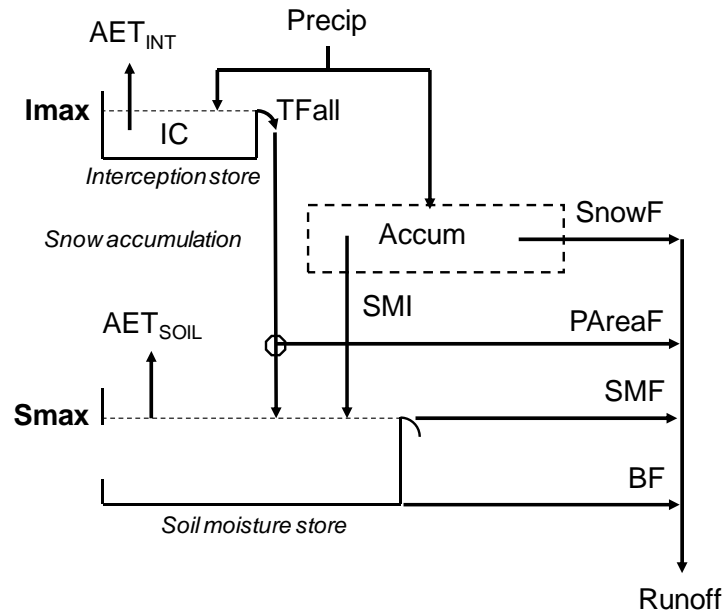 Precip
AET_INT
Imax
TFall
IC
Interception store
SnowF
Snow accumulation
Accum
SMI
AET_SOIL
PAreaF
Smax
SMF
BF
Soil moisture store
Runoff